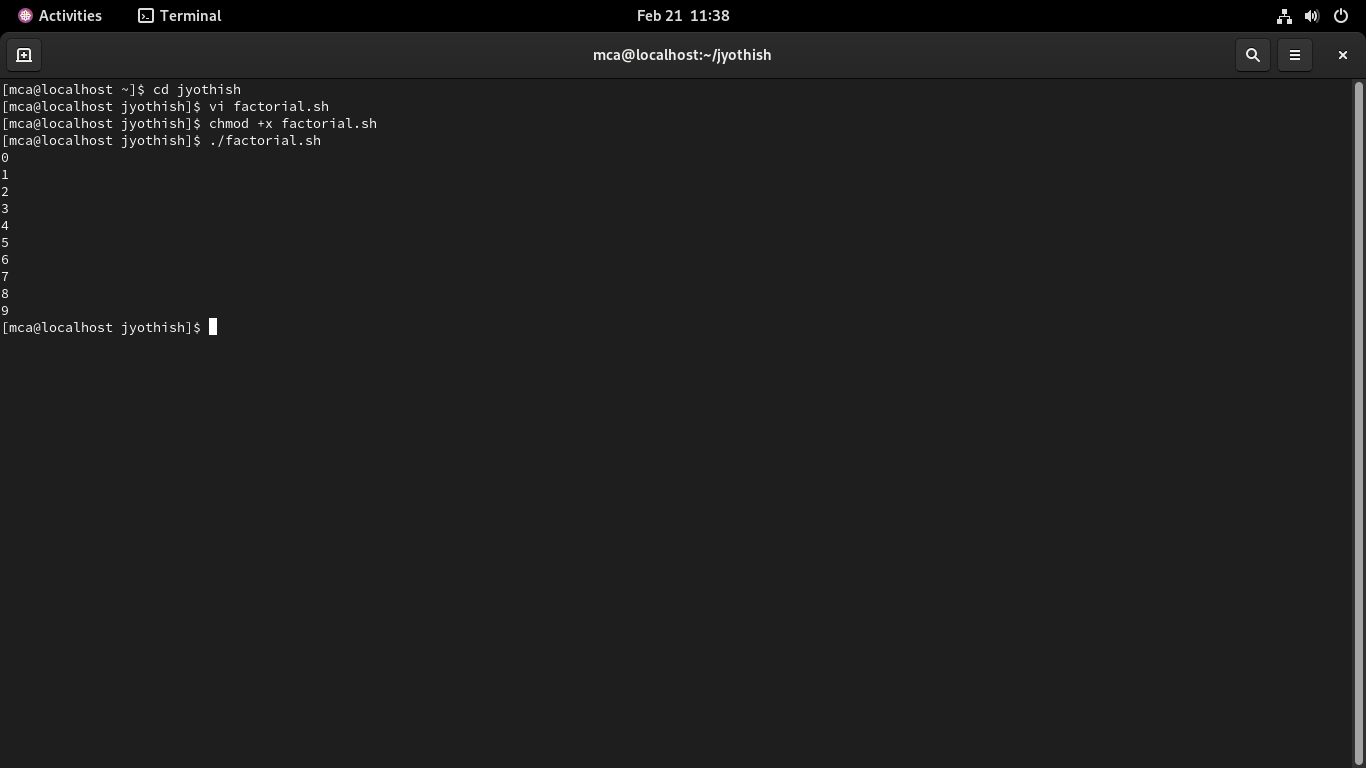 Activities Terminal Feb 21 11:38
mca@localhost:~/jyothish
[mca@localhost ~]$ cd jyothish
[mca@localhost jyothish]$ vi factorial.sh
[mca@localhost jyothish]$ chmod +x factorial.sh
[mca@localhost jyothish]$ ./factorial.sh
0
1
2
3
4
5
6
7
8
9
[mca@localhost jyothish]$